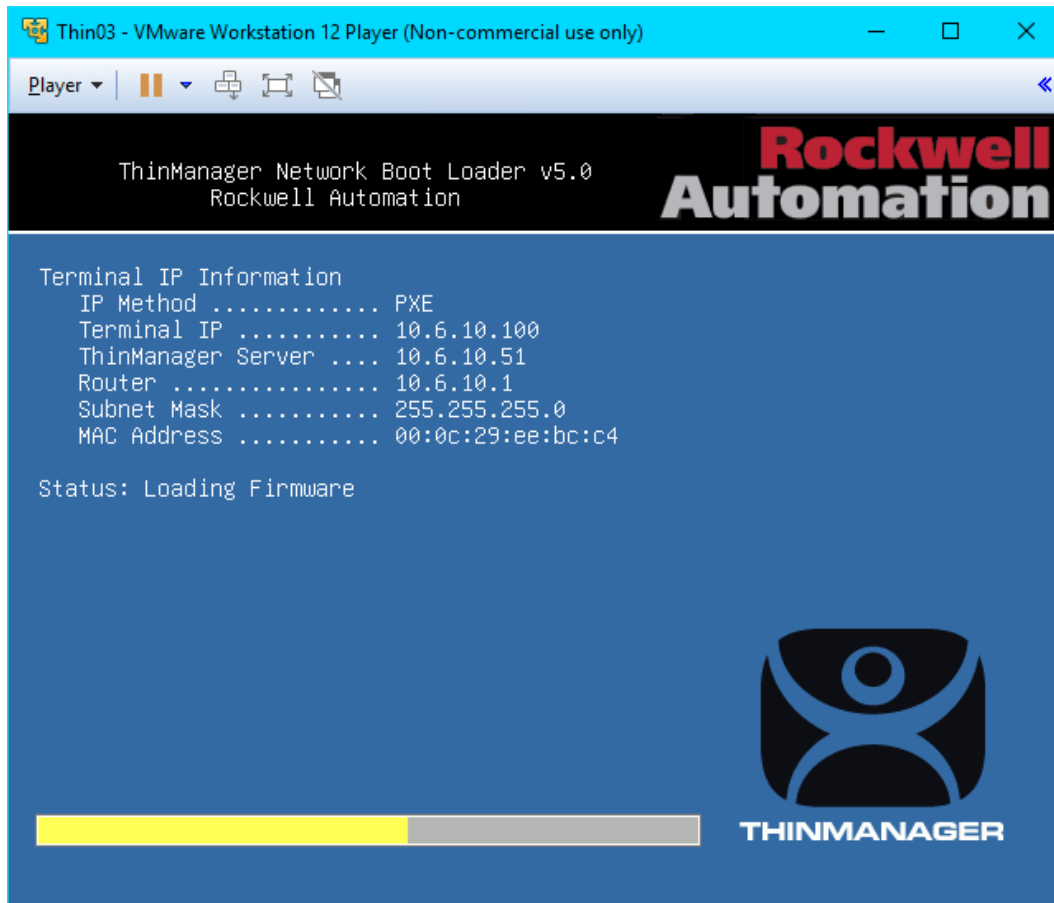 Thin03 - VMware Workstation 12 Player (Non-commercial use only)
Player
ThinManager Network Boot Loader v5.0
Rockwell Automation
Rockwell
Automation
Terminal IP Information
IP Method ............. PXE
Terminal IP ........... 10.6.10.100
ThinManager Server .... 10.6.10.51
Router ................ 10.6.10.1
Subnet Mask ........... 255.255.255.0
MAC Address ........... 00:0c:29:ee:bc:c4
Status: Loading Firmware
THINMANAGER